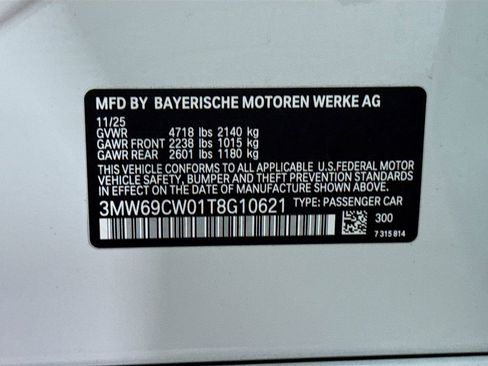 MFD BY BAYERISCHE MOTOREN WERKE AG
11/25
GVWR 4718 lbs 2140 kg
GAWR FRONT 2238 lbs 1015 kg
GAWR REAR 2601 lbs 1180 kg
THIS VEHICLE CONFORMS TO ALL APPLICABLE U.S.FEDERAL MOTOR
VEHICLE SAFETY, BUMPER, AND THEFT PREVENTION STANDARDS
IN EFFECT ON THE DATE OF MANUFACTURE SHOWN ABOVE.
3MW69CW01T8G10621 TYPE: PASSENGER CAR
300
7 315 814